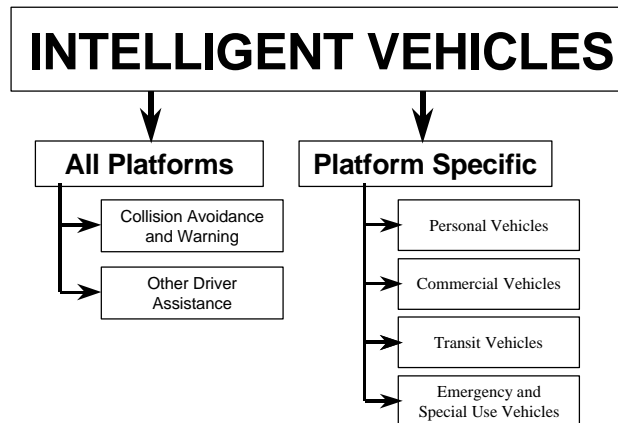 INTELLIGENT VEHICLES
All Platforms
Collision Avoidance
and Warning
Other Driver
Assistance
Platform Specific
Personal Vehicles
Commercial Vehicles
Transit Vehicles
Emergency and
Special Use Vehicles